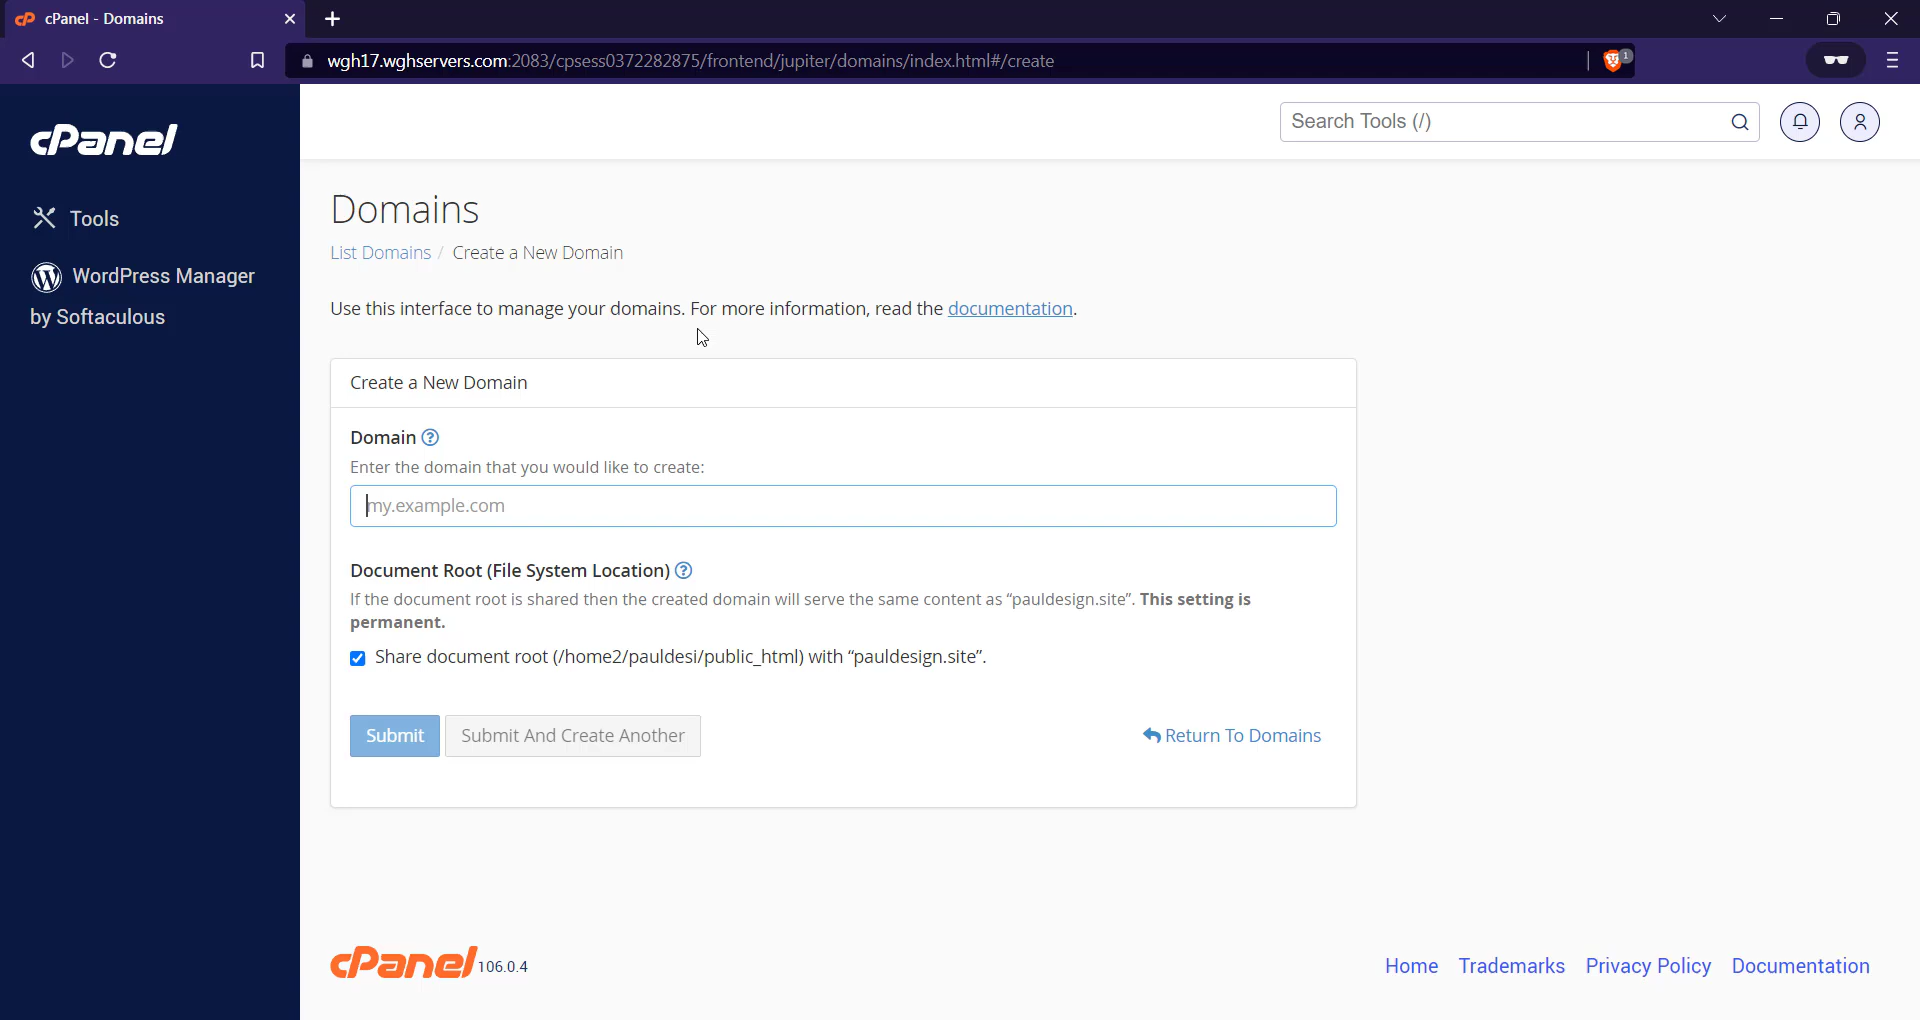 cPanel - Domains
wgh17.wghservers.com:2083/cpsess0372282875/frontend/jupiter/domains/index.html#/create
1
cPanel
Search Tools (/)
Tools
WordPress Manager
by Softaculous
Domains
List Domains / Create a New Domain
Use this interface to manage your domains. For more information, read the documentation.
Create a New Domain
Domain ?
Enter the domain that you would like to create:
my.example.com
Document Root (File System Location) ?
If the document root is shared then the created domain will serve the same content as “pauldesign.site”. This setting is
permanent.
Share document root (/home2/pauldesi/public_html) with “pauldesign.site”.
Submit
Submit And Create Another
Return To Domains
cPanel 106.0.4
Home Trademarks Privacy Policy Documentation